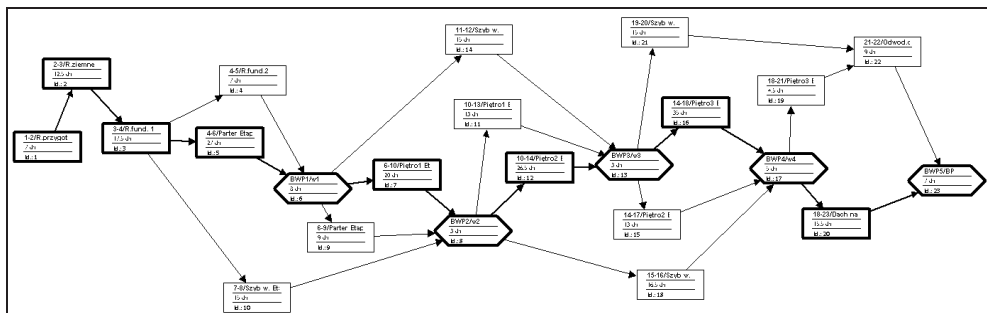 1-2/R.przygot
7 dn
Id.: 1
2-3/R.ziemne
12.5 dn
Id.: 2
3-4/R.fund. 1
17.5 dn
Id.: 3
4-5/R.fund.2
7 dn
Id.: 4
4-6/Parter Etap
27 dn
Id.: 5
BWP1/w1
8 dn
Id.: 6
6-10/Piętro1 Et
20 dn
Id.: 7
6-9/Parter Etap
9 dn
Id.: 9
7-8/Szyb w. Et.
15 dn
Id.: 10
BWP2/w2
3 dn
Id.: 8
11-12/Szyb w.
15 dn
Id.: 14
10-13/Piętro1 E
13 dn
Id.: 11
10-14/Piętro2 E
26.5 dn
Id.: 12
BWP3/w3
3 dn
Id.: 13
19-20/Szyb w.
15 dn
Id.: 21
14-18/Piętro3 E
35 dn
Id.: 16
14-17/Piętro2 E
13 dn
Id.: 15
15-16/Szyb w.
16.5 dn
Id.: 18
18-21/Piętro3 E
4.5 dn
Id.: 19
BWP4/w4
5 dn
Id.: 17
18-23/Dach na
15.5 dn
Id.: 20
21-22/Odwod.c
9 dn
Id.: 22
BWP5/BP
7 dn
Id.: 23